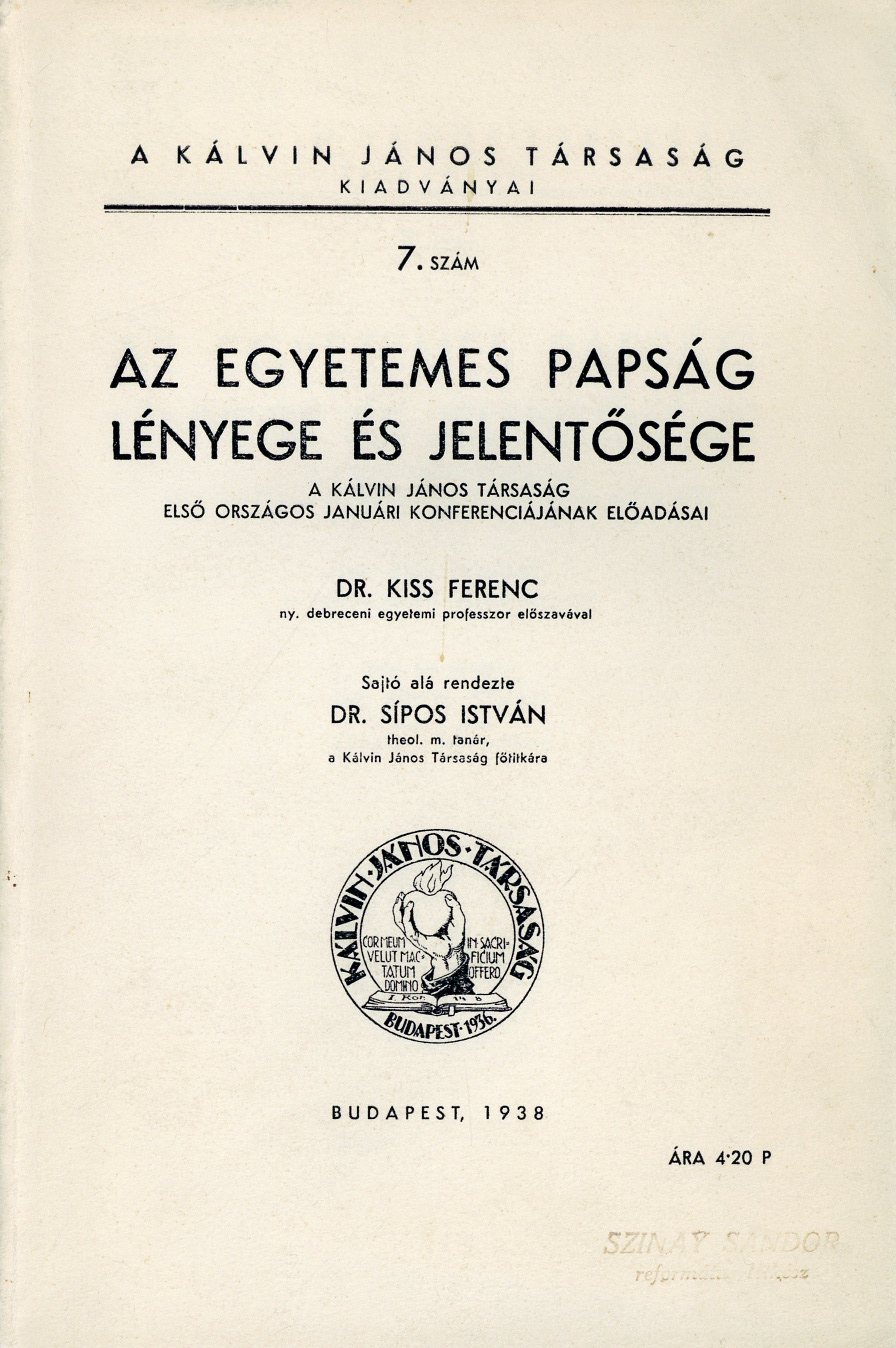 A KÁLVIN JÁNOS TÁRSASÁG
KIADVÁNYAI
7. SZÁM
AZ EGYETEMES PAPSÁG
LÉNYEGE ÉS JELENTŐSÉGE
A KÁLVIN JÁNOS TÁRSASÁG
ELSŐ ORSZÁGOS JANUÁRI KONFERENCIÁJÁNAK ELŐADÁSAI
DR. KISS FERENC
ny. debreceni egyetemi professzor előszavával
Sajtó alá rendezte
DR. SÍPOS ISTVÁN
theol. m. tanár,
a Kálvin János Társaság főtitkára
KÁLVIN · JÁNOS · TÁRSASÁG
COR MEUM
VELUT MAC-
TATUM
DOMINO
IN SACRI-
FICIUM
OFFERO
I. Kor.
BUDAPEST · 1936.
BUDAPEST, 1938
ÁRA 4·20 P
SZINAY SÁNDOR